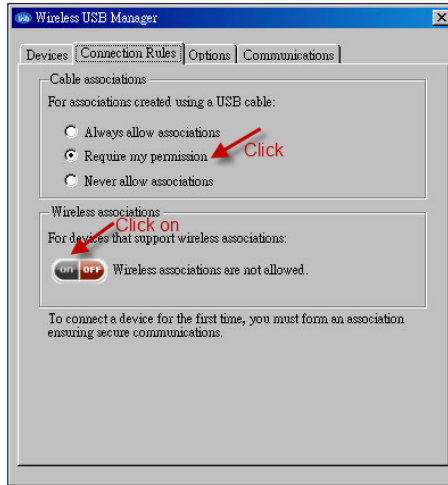 Wireless USB Manager
Devices Connection Rules Options Communications
Cable associations
For associations created using a USB cable:
Always allow associations
Require my permission
Click
Never allow associations
Wireless associations
Click on
For devices that support wireless associations:
on OFF Wireless associations are not allowed.
To connect a device for the first time, you must form an association
ensuring secure communications.